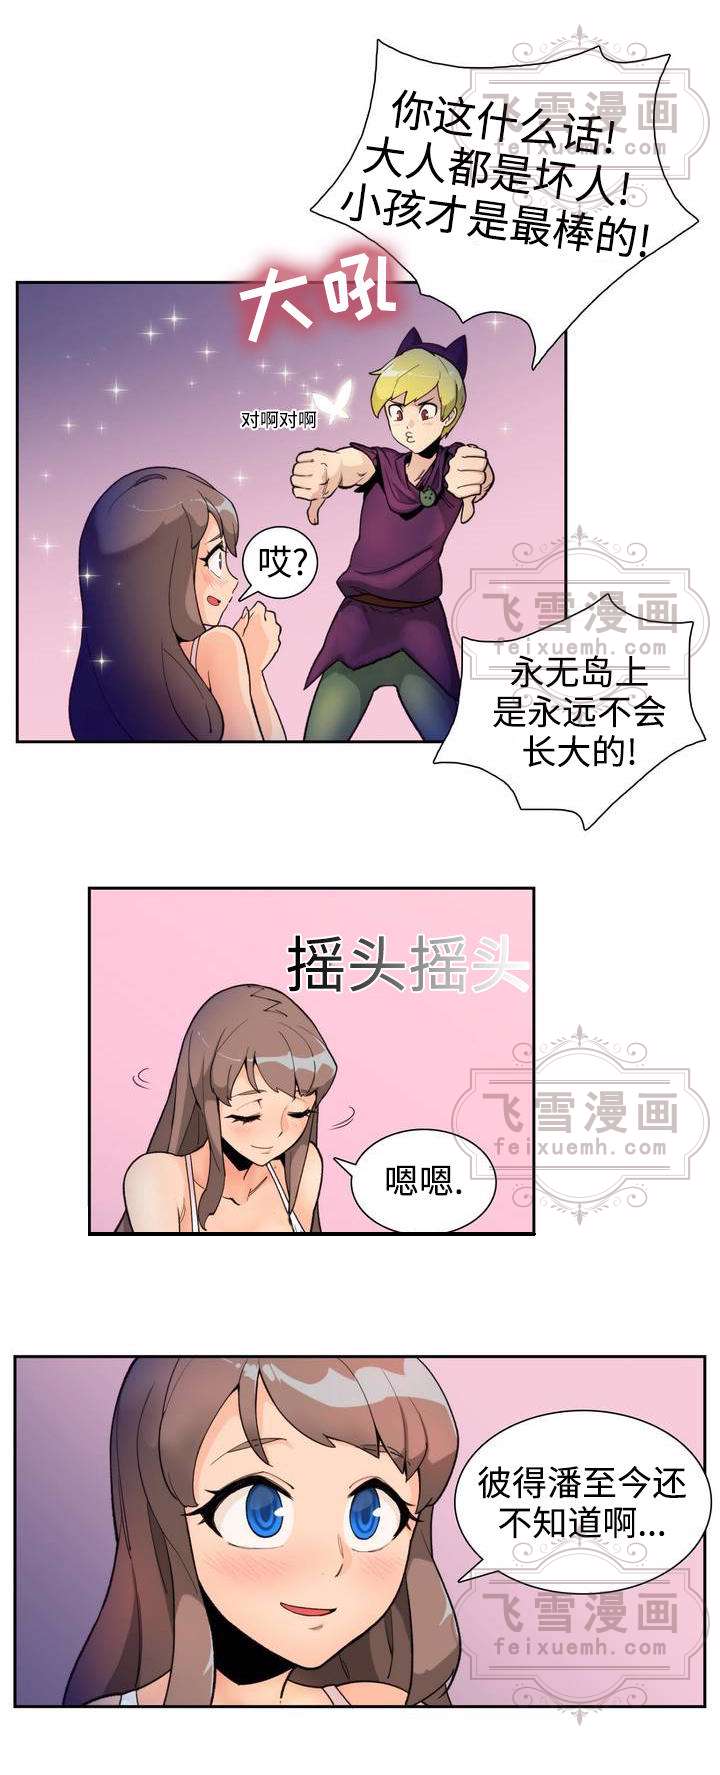 飞雪漫画
feixuemh.com
你这什么话!
大人都是坏人!
小孩才是最棒的!
大吼
对啊对啊
哎?
飞雪漫画
feixuemh.com
永无岛上
是永远不会
长大的!
摇头摇头
飞雪漫画
feixuemh.com
嗯嗯.
彼得潘至今还
不知道啊...
飞雪漫画
feixuemh.com